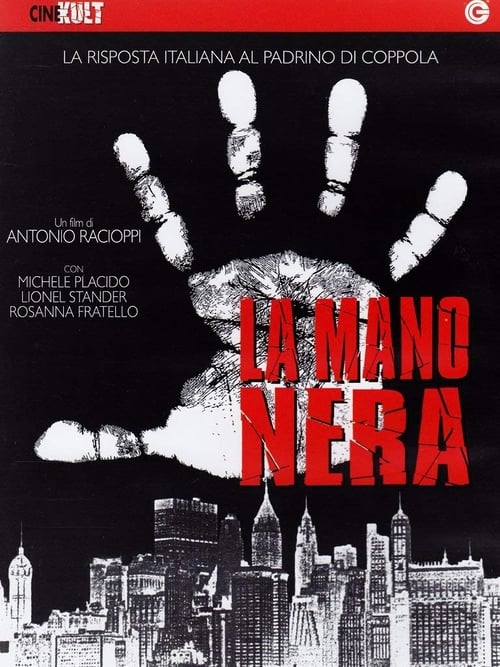 CINEKULT
LA RISPOSTA ITALIANA AL PADRINO DI COPPOLA
Un film di
ANTONIO RACIOPPI
CON
MICHELE PLACIDO
LIONEL STANDER
ROSANNA FRATELLO
LA MANO
NERA